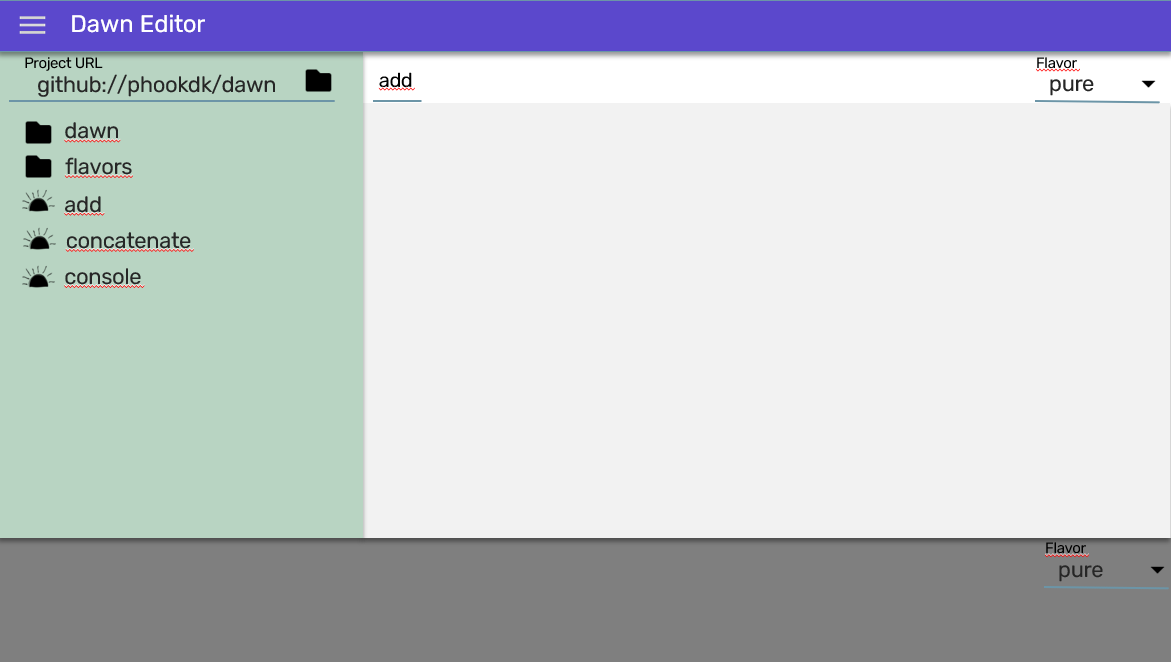 Dawn Editor
Project URL
github://phookdk/dawn
add
Flavor
pure
dawn
flavors
add
concatenate
console
Flavor
pure